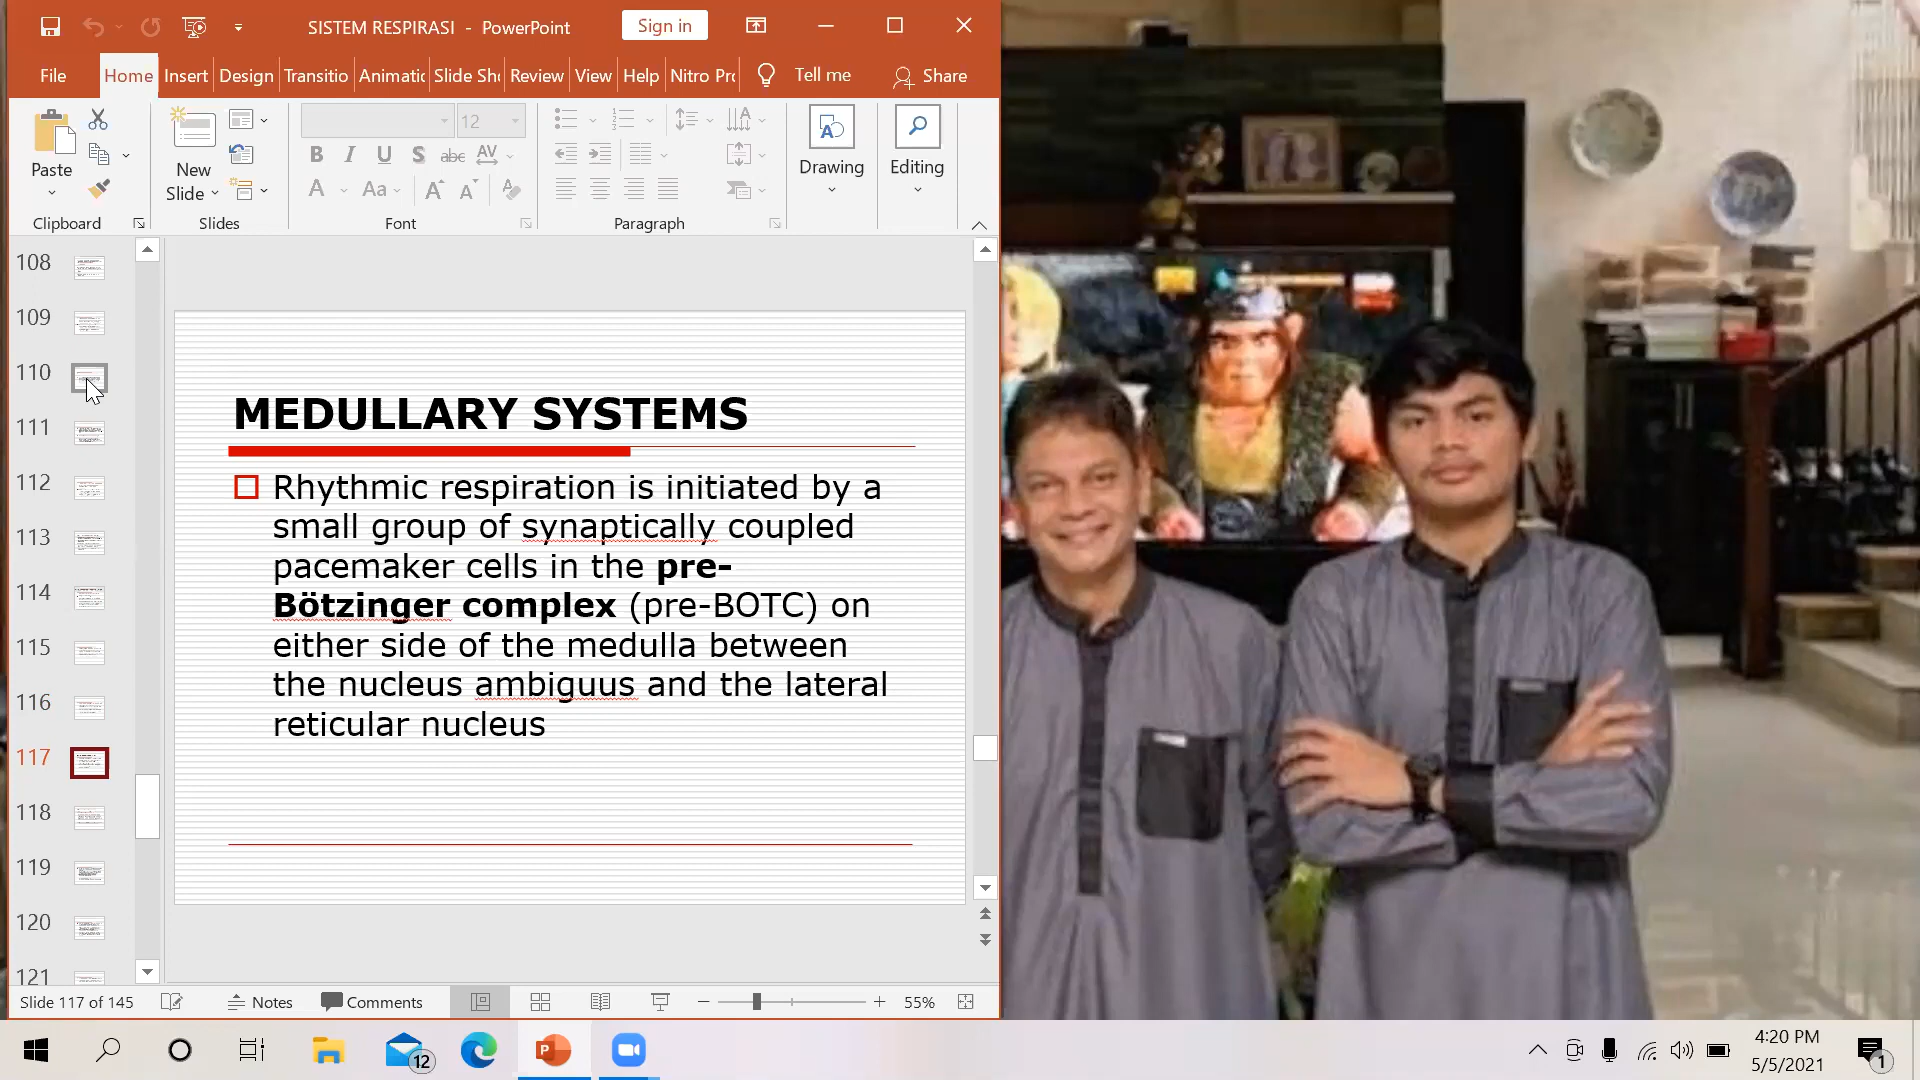 SISTEM RESPIRASI - PowerPoint
Sign in
File
Home
Insert
Design
Transitio
Animatic
Slide Sh
Review
View
Help
Nitro Pr
Tell me
Share
Paste
New
Slide
12
B I U S abc AV
A Aa A A
Drawing
Editing
Clipboard
Slides
Font
Paragraph
108
109
110
111
112
113
114
115
116
117
118
119
120
121
MEDULLARY SYSTEMS
Rhythmic respiration is initiated by a
small group of synaptically coupled
pacemaker cells in the pre-
Bötzinger complex (pre-BOTC) on
either side of the medulla between
the nucleus ambiguus and the lateral
reticular nucleus
Slide 117 of 145
Notes
Comments
55%
12
4:20 PM
5/5/2021
1